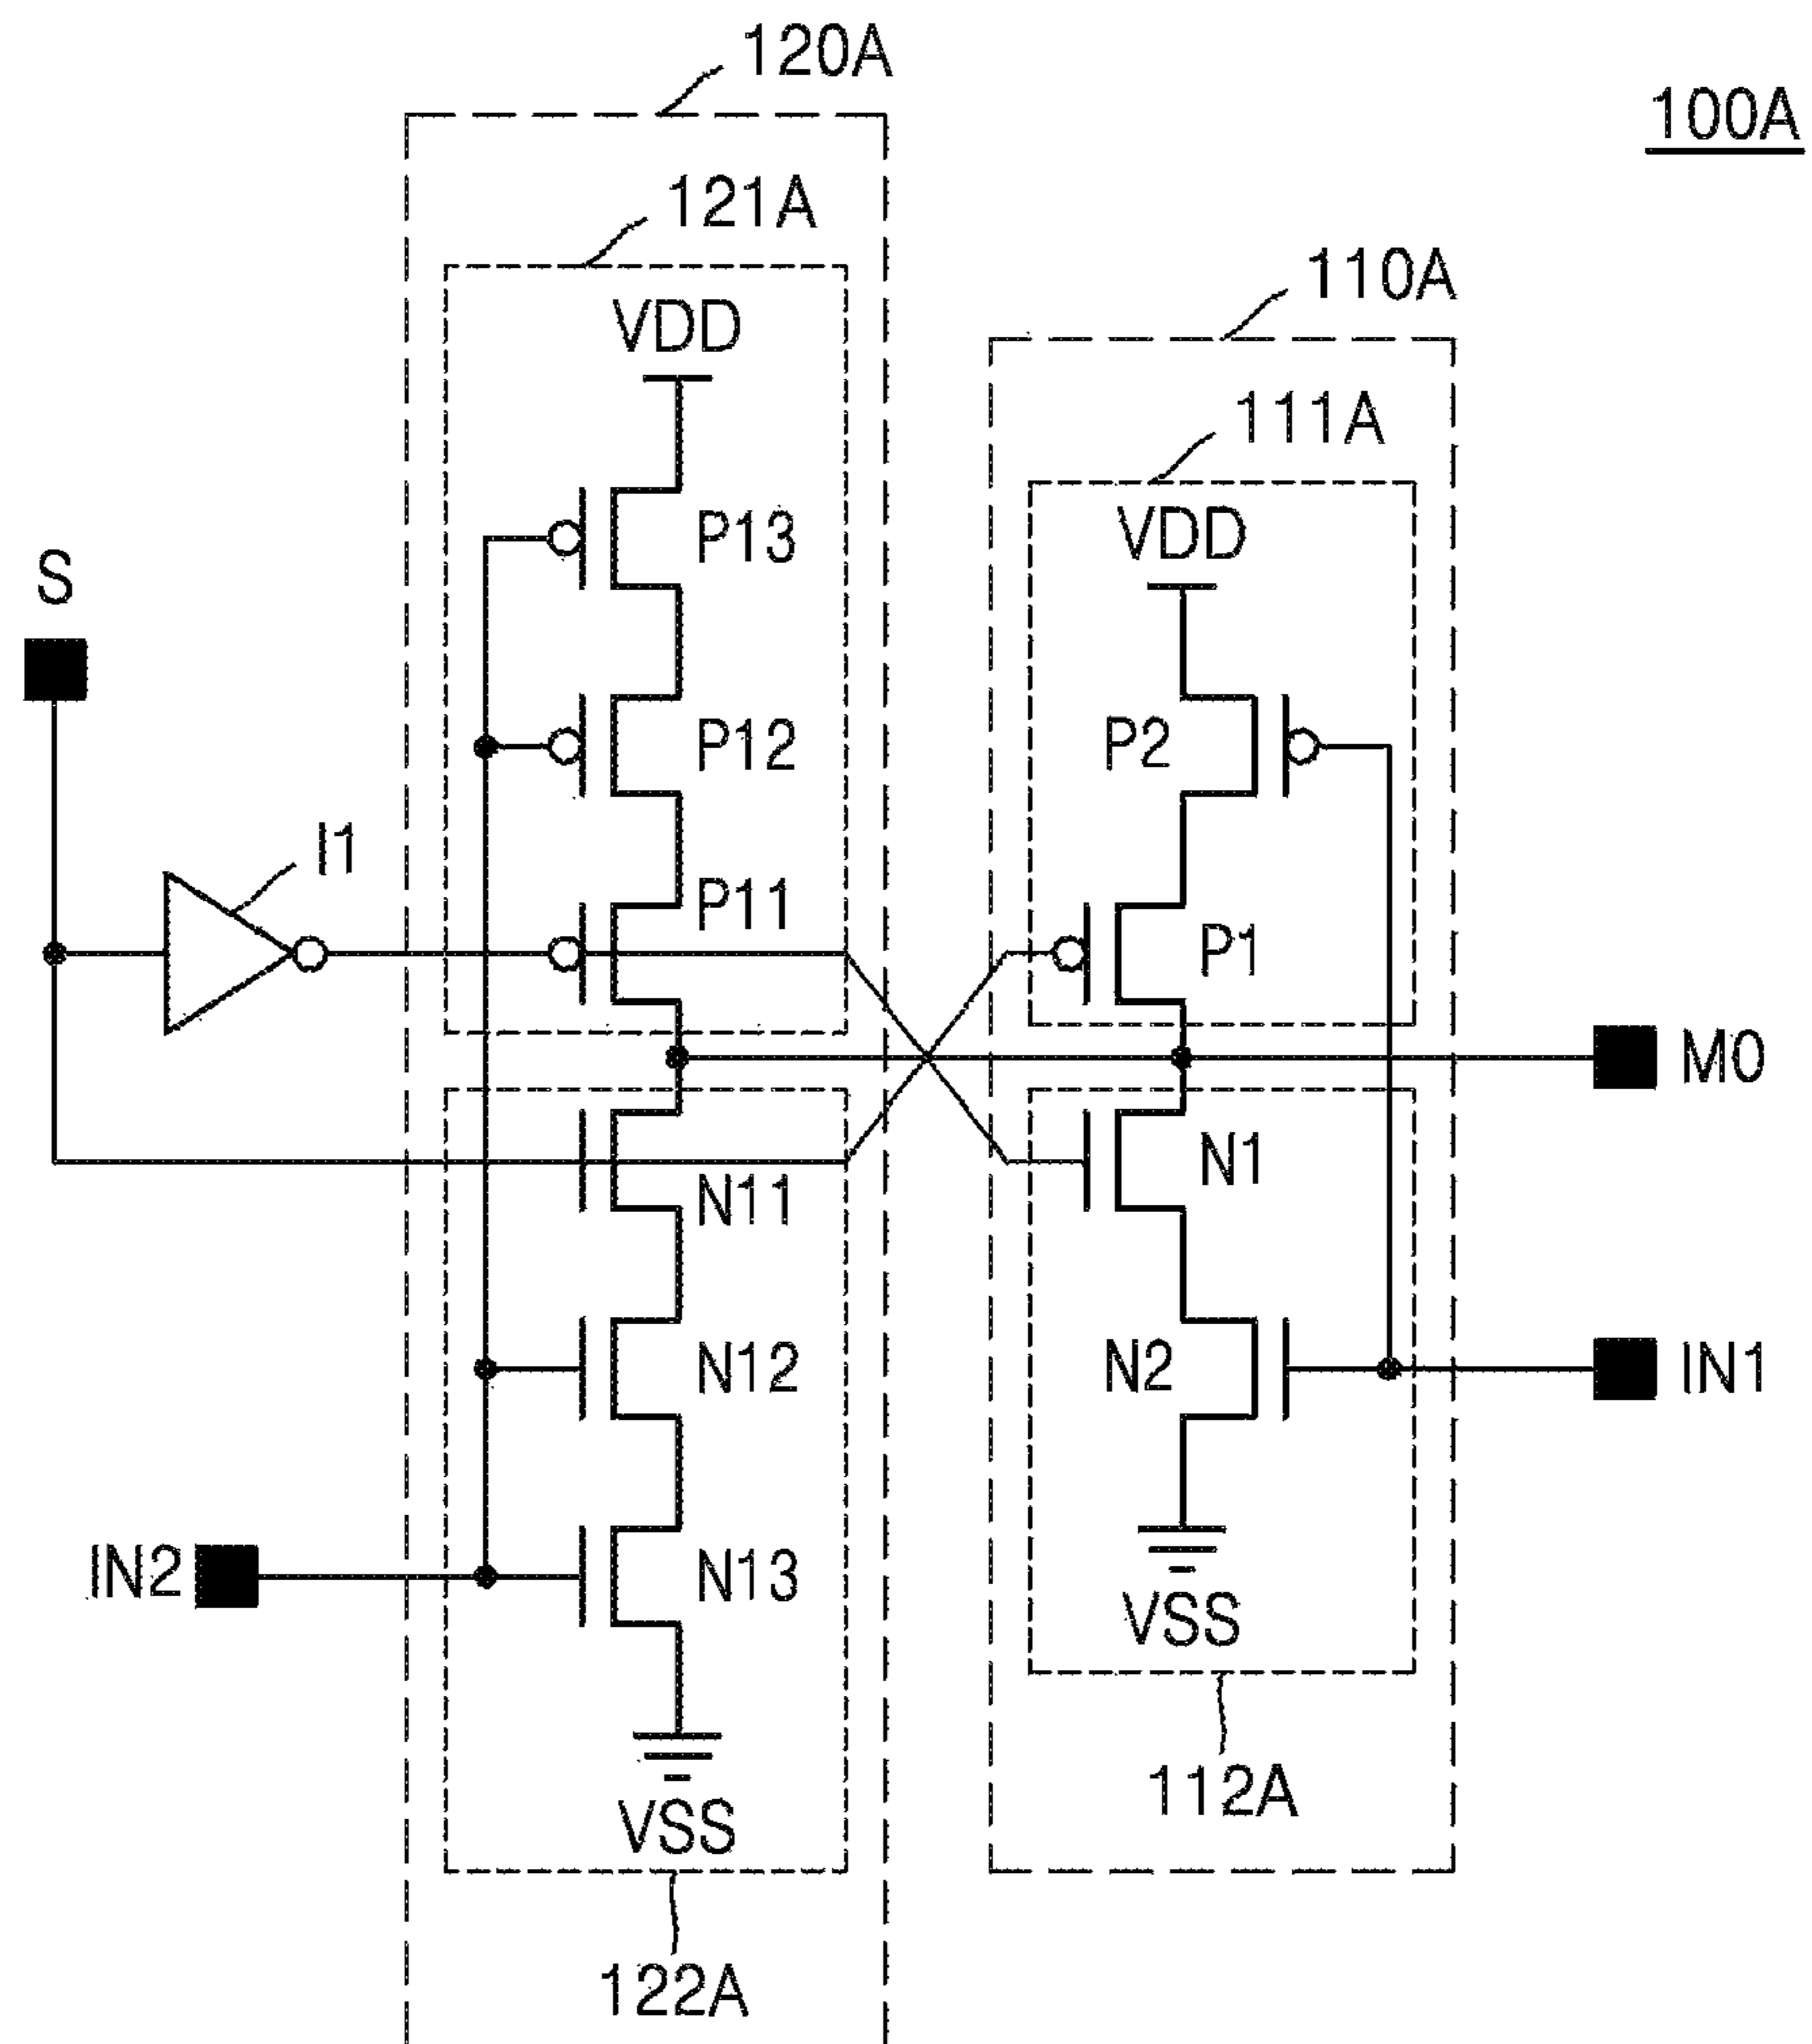 120A
100A
121A
110A
VDD
111A
P13
VDD
S
P12
P2
I1
P11
P1
M0
N1
N11
N12
N2
IN1
IN2
N13
VSS
112A
VSS
122A